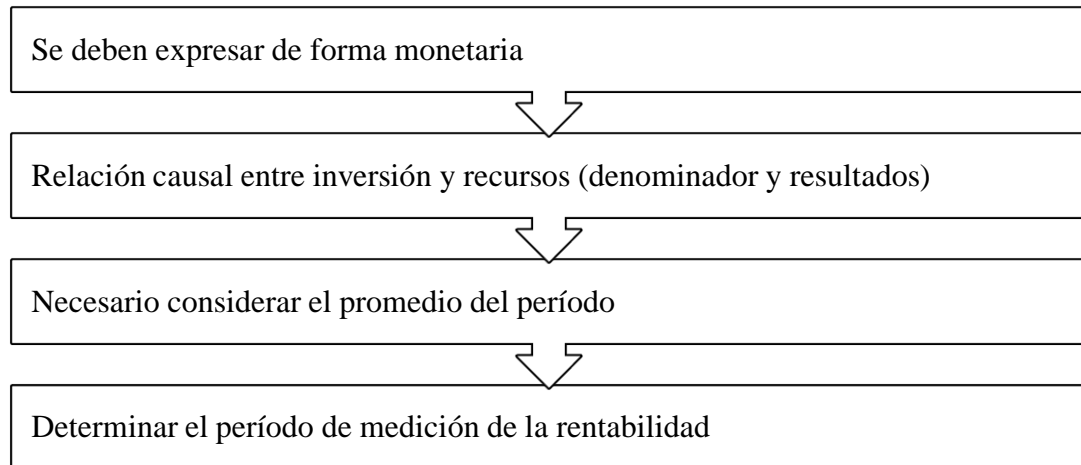 Se deben expresar de forma monetaria
Relación causal entre inversión y recursos (denominador y resultados)
Necesario considerar el promedio del período
Determinar el período de medición de la rentabilidad